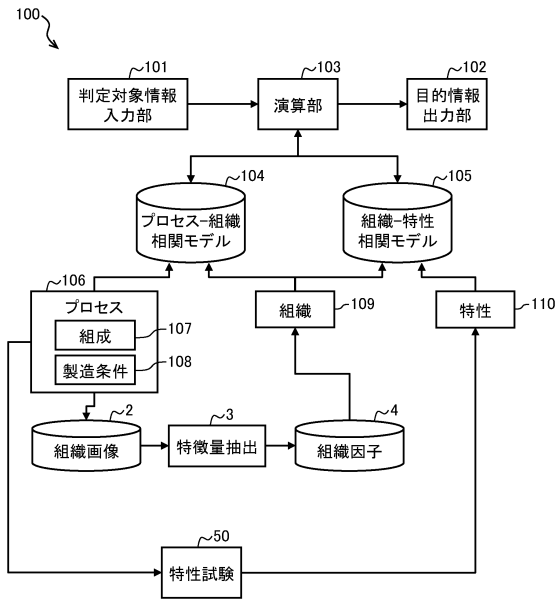 100
101
103
102
判定対象情報
入力部
演算部
目的情報
出力部
104
105
プロセス−組織
相関モデル
組織−特性
相関モデル
106
プロセス
組成
107
製造条件
108
組織
109
特性
110
2
3
4
組織画像
特徴量抽出
組織因子
50
特性試験